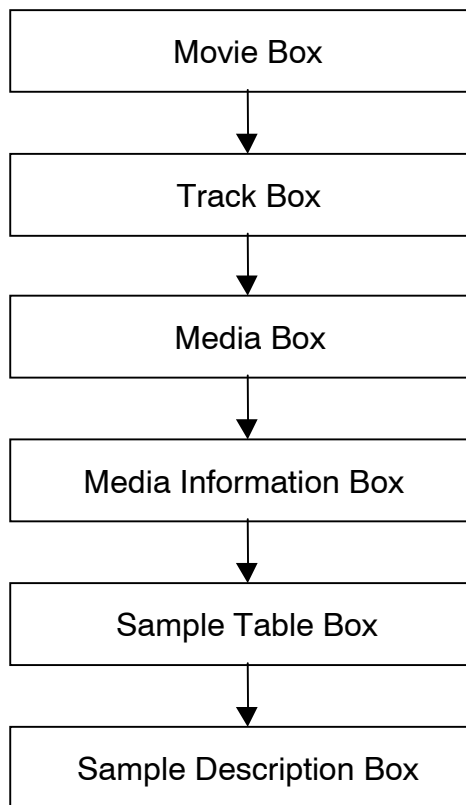 Movie Box
Track Box
Media Box
Media Information Box
Sample Table Box
Sample Description Box